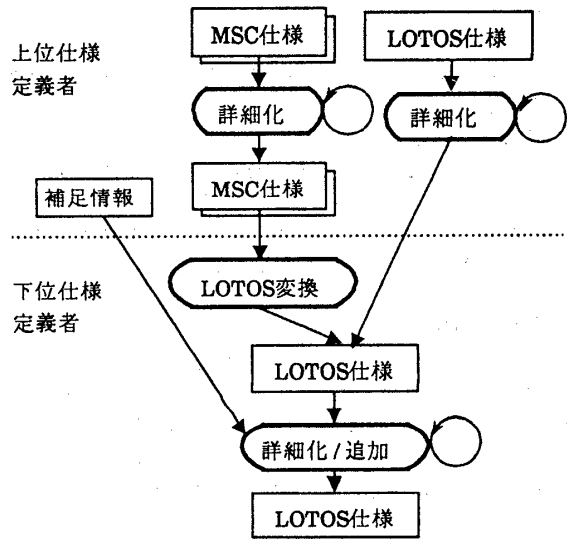 上位仕様
定義者
MSC仕様
LOTOS仕様
詳細化
詳細化
MSC仕様
補足情報
下位仕様
定義者
LOTOS変換
LOTOS仕様
詳細化/追加
LOTOS仕様